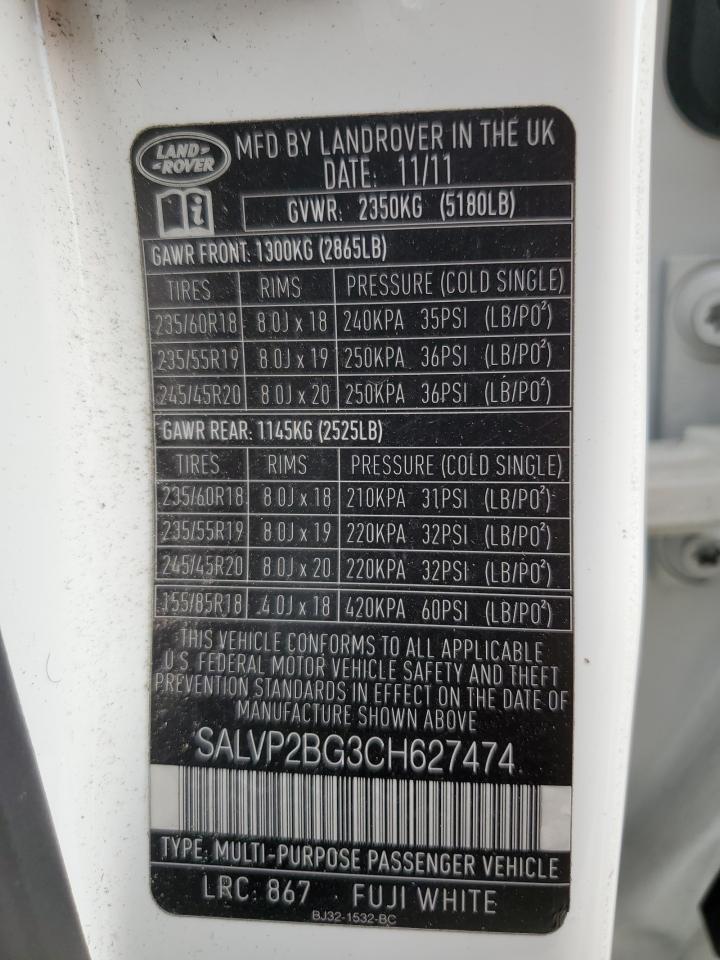 LAND ROVER
MFD BY LANDROVER IN THE UK
DATE: 11/11
GVWR: 2350KG (5180LB)
GAWR FRONT: 1300KG (2865LB)
TIRES RIMS PRESSURE (COLD SINGLE)
235/60R18 8.0J x 18 240KPA 35PSI (LB/PO²)
235/55R19 8.0J x 19 250KPA 36PSI (LB/PO²)
245/45R20 8.0J x 20 250KPA 36PSI (LB/PO²)
GAWR REAR: 1145KG (2525LB)
TIRES RIMS PRESSURE (COLD SINGLE)
235/60R18 8.0J x 18 210KPA 31PSI (LB/PO²)
235/55R19 8.0J x 19 220KPA 32PSI (LB/PO²)
245/45R20 8.0J x 20 220KPA 32PSI (LB/PO²)
155/85R18 4.0J x 18 420KPA 60PSI (LB/PO²)
THIS VEHICLE CONFORMS TO ALL APPLICABLE
U.S. FEDERAL MOTOR VEHICLE SAFETY AND THEFT
PREVENTION STANDARDS IN EFFECT ON THE DATE OF
MANUFACTURE SHOWN ABOVE
SALVP2BG3CH627474
TYPE: MULTI-PURPOSE PASSENGER VEHICLE
LRC: 867 FUJI WHITE
BJ32-1532-BC